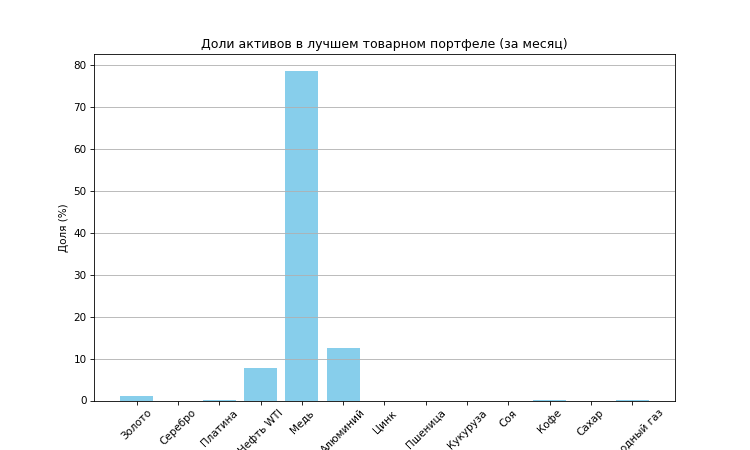 Доли активов в лучшем товарном портфеле (за месяц)
Доля (%)
80
70
60
50
40
30
20
10
0
Золото
Серебро
Платина
Нефть WTI
Медь
Алюминий
Цинк
Пшеница
Кукуруза
Соя
Кофе
Сахар
одный газ